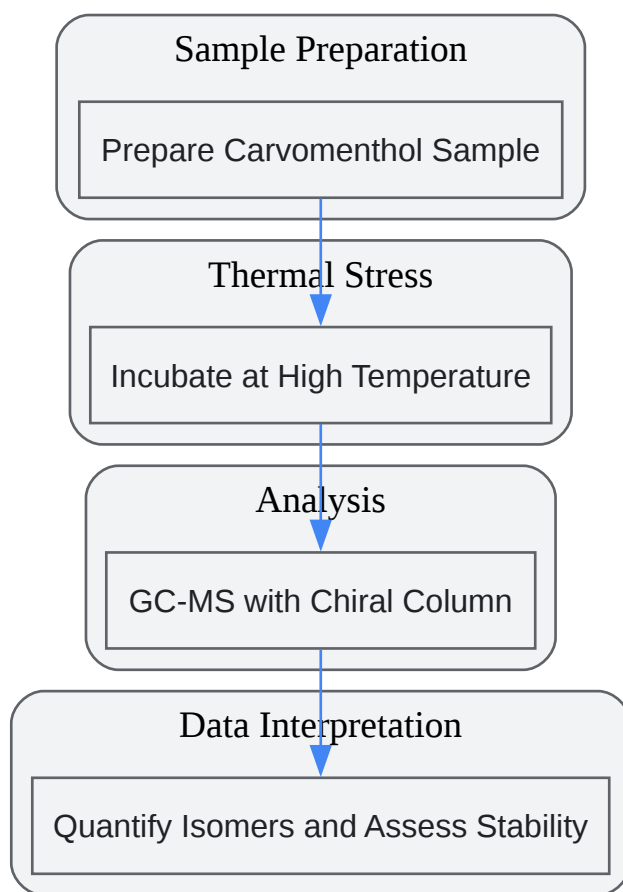 Sample Preparation
Prepare Carvomenthol Sample
Thermal Stress
Incubate at High Temperature
Analysis
GC-MS with Chiral Column
Data Interpretation
Quantify Isomers and Assess Stability